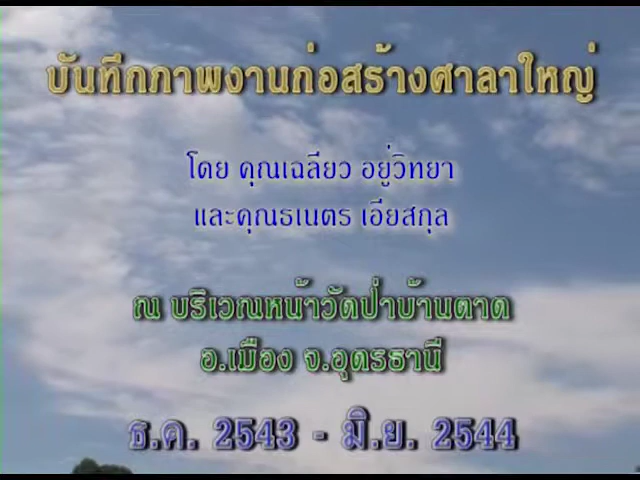 บันทึกภาพงานก่อสร้างศาลาใหญ่
โดย คุณเฉลียว อยู่วิทยา
และคุณธเนตร เอียสกุล
ณ บริเวณหน้าวัดป่าบ้านตาด
อ.เมือง จ.อุดรธานี
ธ.ค. 2543 - มิ.ย. 2544